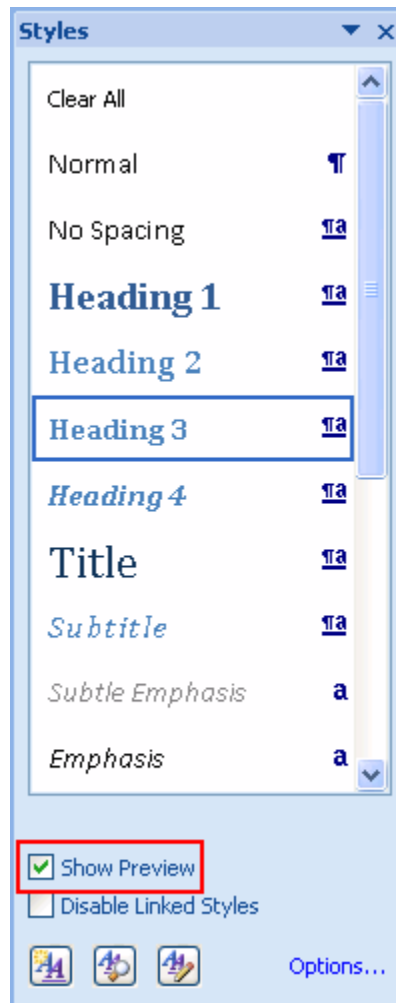 Styles
Clear All
Normal ¶
No Spacing ¶a
Heading 1 ¶a
Heading 2 ¶a
Heading 3 ¶a
Heading 4 ¶a
Title ¶a
Subtitle ¶a
Subtle Emphasis a
Emphasis a
Show Preview
Disable Linked Styles
Options...